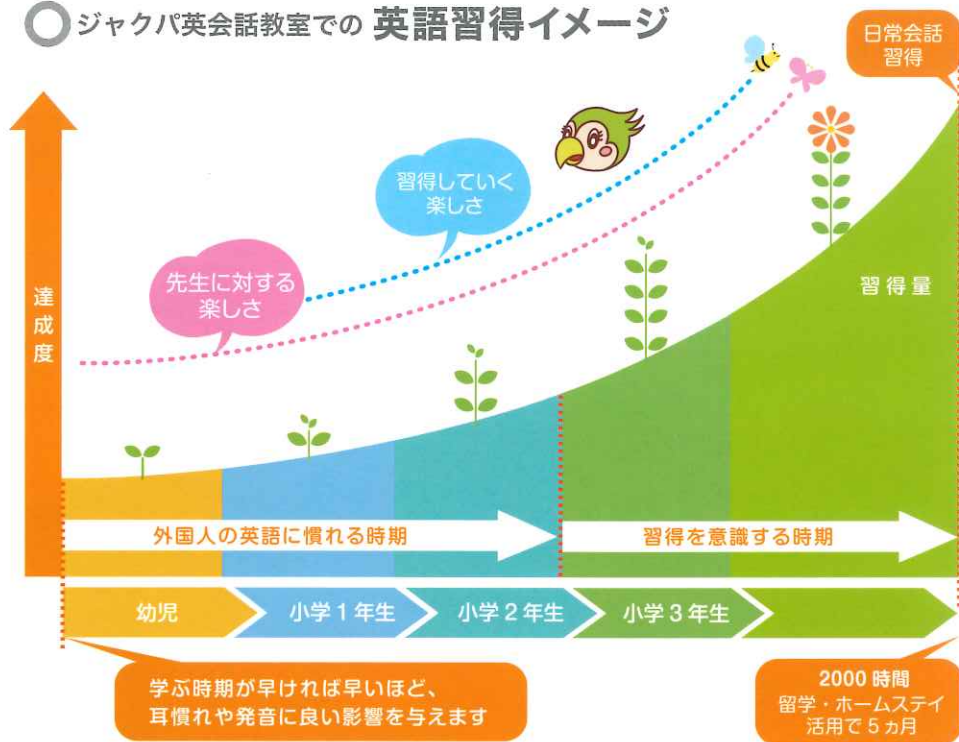 ジャクパ英会話教室での 英語習得イメージ
日常会話
習得
習得していく
楽しさ
先生に対する
楽しさ
達成度
習得量
外国人の英語に慣れる時期
習得を意識する時期
幼児
小学1年生
小学2年生
小学3年生
学ぶ時期が早ければ早いほど、
耳慣れや発音に良い影響を与えます
2000時間
留学・ホームステイ
活用で5ヵ月